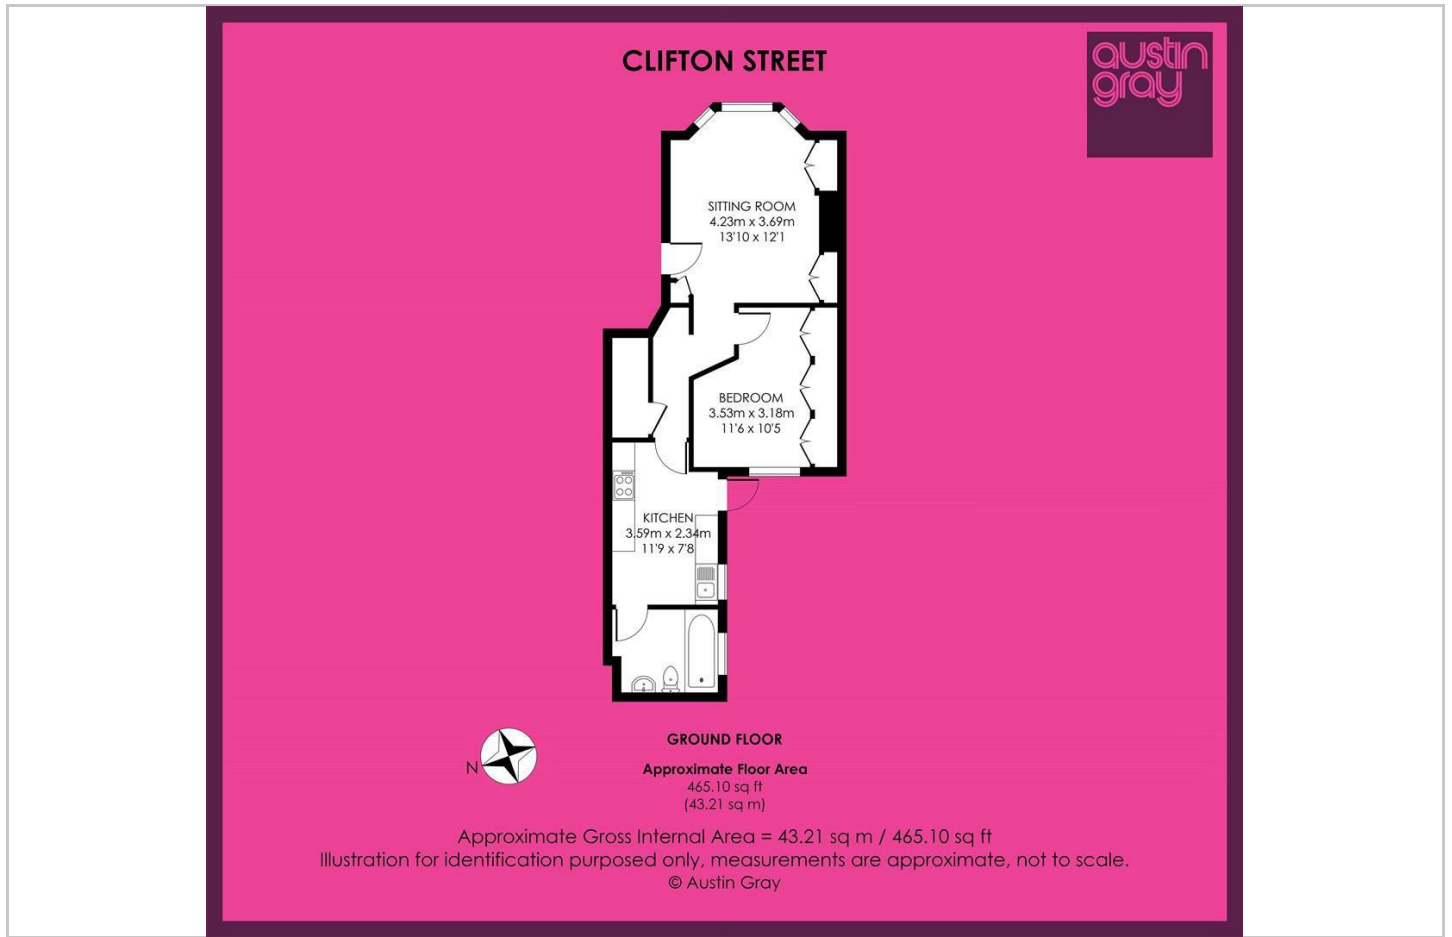 CLIFTON STREET
austin
gray
SITTING ROOM
4.23m x 3.69m
13'10 x 12'1
BEDROOM
3.53m x 3.18m
11'6 x 10'5
KITCHEN
3.59m x 2.34m
11'9 x 7'8
N
GROUND FLOOR
Approximate Floor Area
465.10 sq ft
(43.21 sq m)
Approximate Gross Internal Area = 43.21 sq m / 465.10 sq ft
Illustration for identification purposed only, measurements are approximate, not to scale.
© Austin Gray